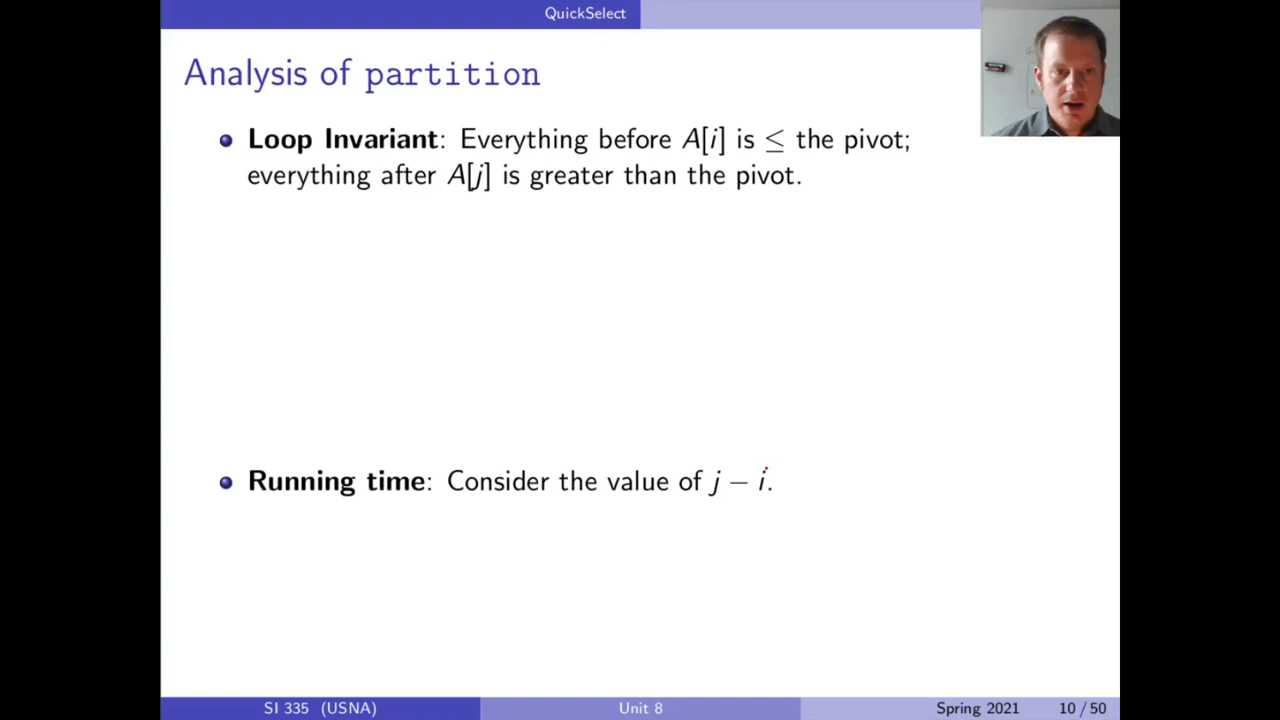 QuickSelect
Analysis of partition
Loop Invariant: Everything before A[i] is ≤ the pivot;
everything after A[j] is greater than the pivot.
Running time: Consider the value of j − i.
SI 335 (USNA) Unit 8 Spring 2021 10 / 50